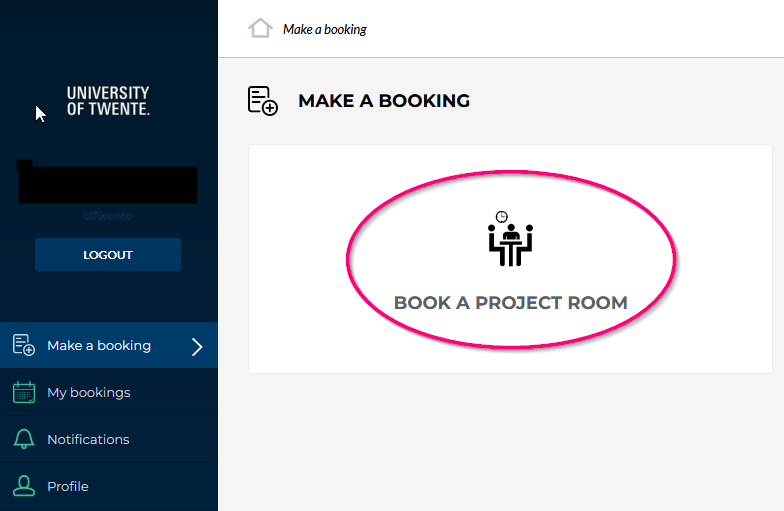 UNIVERSITY
OF TWENTE.
UTwente
LOGOUT
Make a booking
My bookings
Notifications
Profile
Make a booking
MAKE A BOOKING
BOOK A PROJECT ROOM